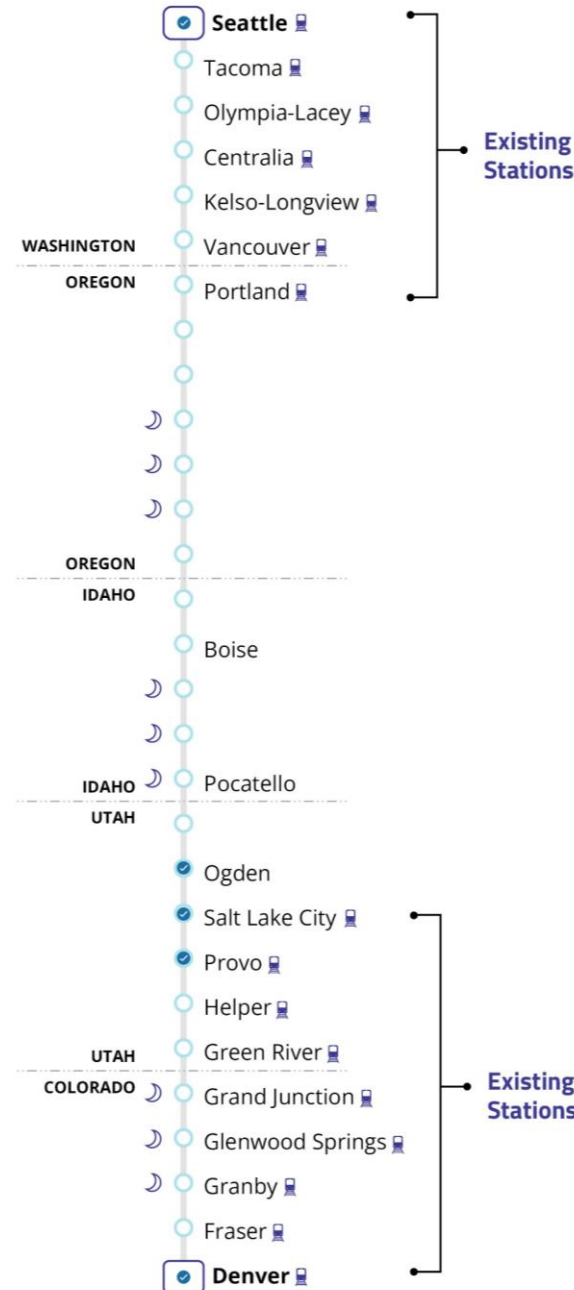 Seattle
Tacoma
Olympia-Lacey
Centralia
Existing
Stations
Kelso-Longview
WASHINGTON
Vancouver
OREGON
Portland
OREGON
IDAHO
Boise
IDAHO
Pocatello
UTAH
Ogden
Salt Lake City
Provo
Helper
UTAH
Green River
COLORADO
Grand Junction
Existing
Stations
Glenwood Springs
Granby
Fraser
Denver